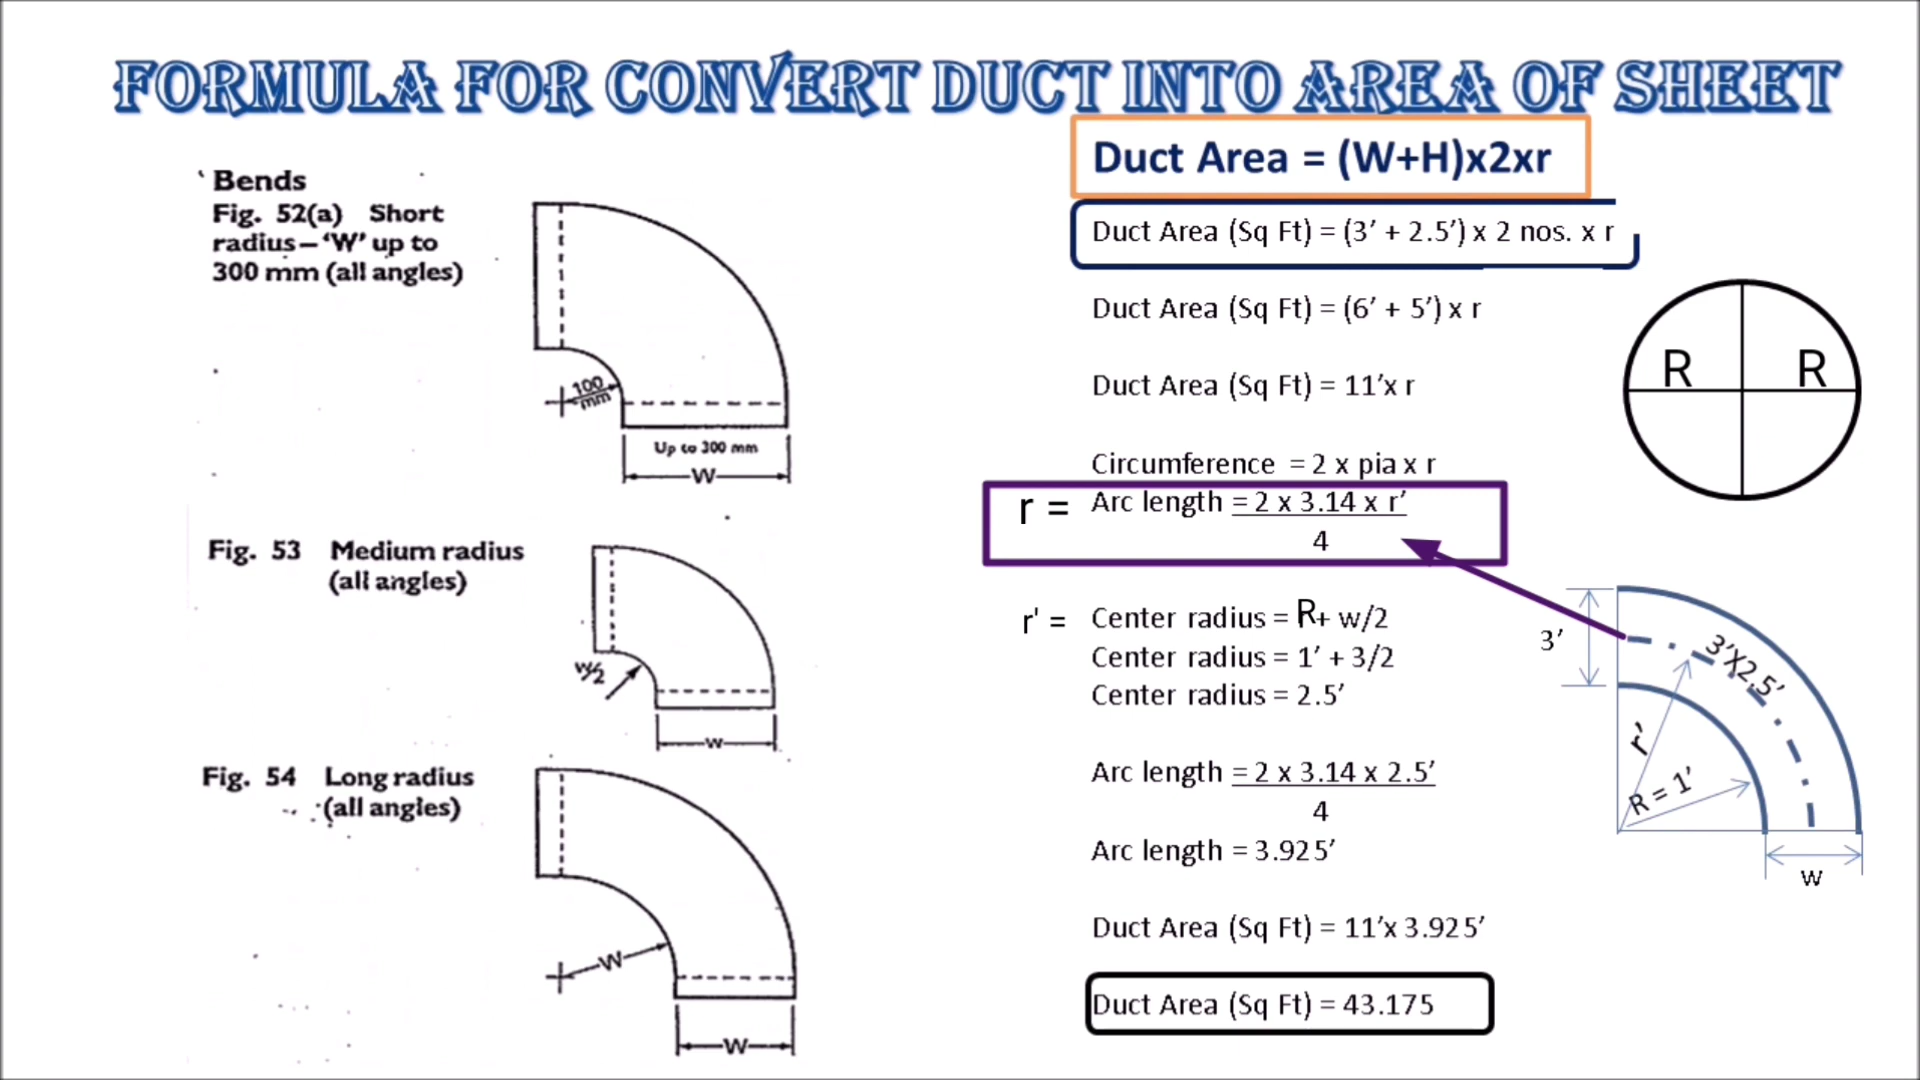 FORMULA FOR CONVERT DUCT INTO AREA OF SHEET
Bends
Fig. 52(a) Short
radius–‘W’ up to
300 mm (all angles)
100
mm
Up to 300 mm
W
Fig. 53 Medium radius
(all angles)
W/2
W
Fig. 54 Long radius
(all angles)
W
W
Duct Area = (W+H)x2xr
Duct Area (Sq Ft) = (3’ + 2.5’) x 2 nos. x r
Duct Area (Sq Ft) = (6’ + 5’) x r
Duct Area (Sq Ft) = 11’x r
Circumference = 2 x pia x r
r = Arc length = 2 x 3.14 x r’
4
r' = Center radius = R+ w/2
Center radius = 1’ + 3/2
Center radius = 2.5’
Arc length = 2 x 3.14 x 2.5’
4
Arc length = 3.925’
Duct Area (Sq Ft) = 11’x 3.925’
Duct Area (Sq Ft) = 43.175
R R
3’
3’X2.5’
r’
R = 1’
w